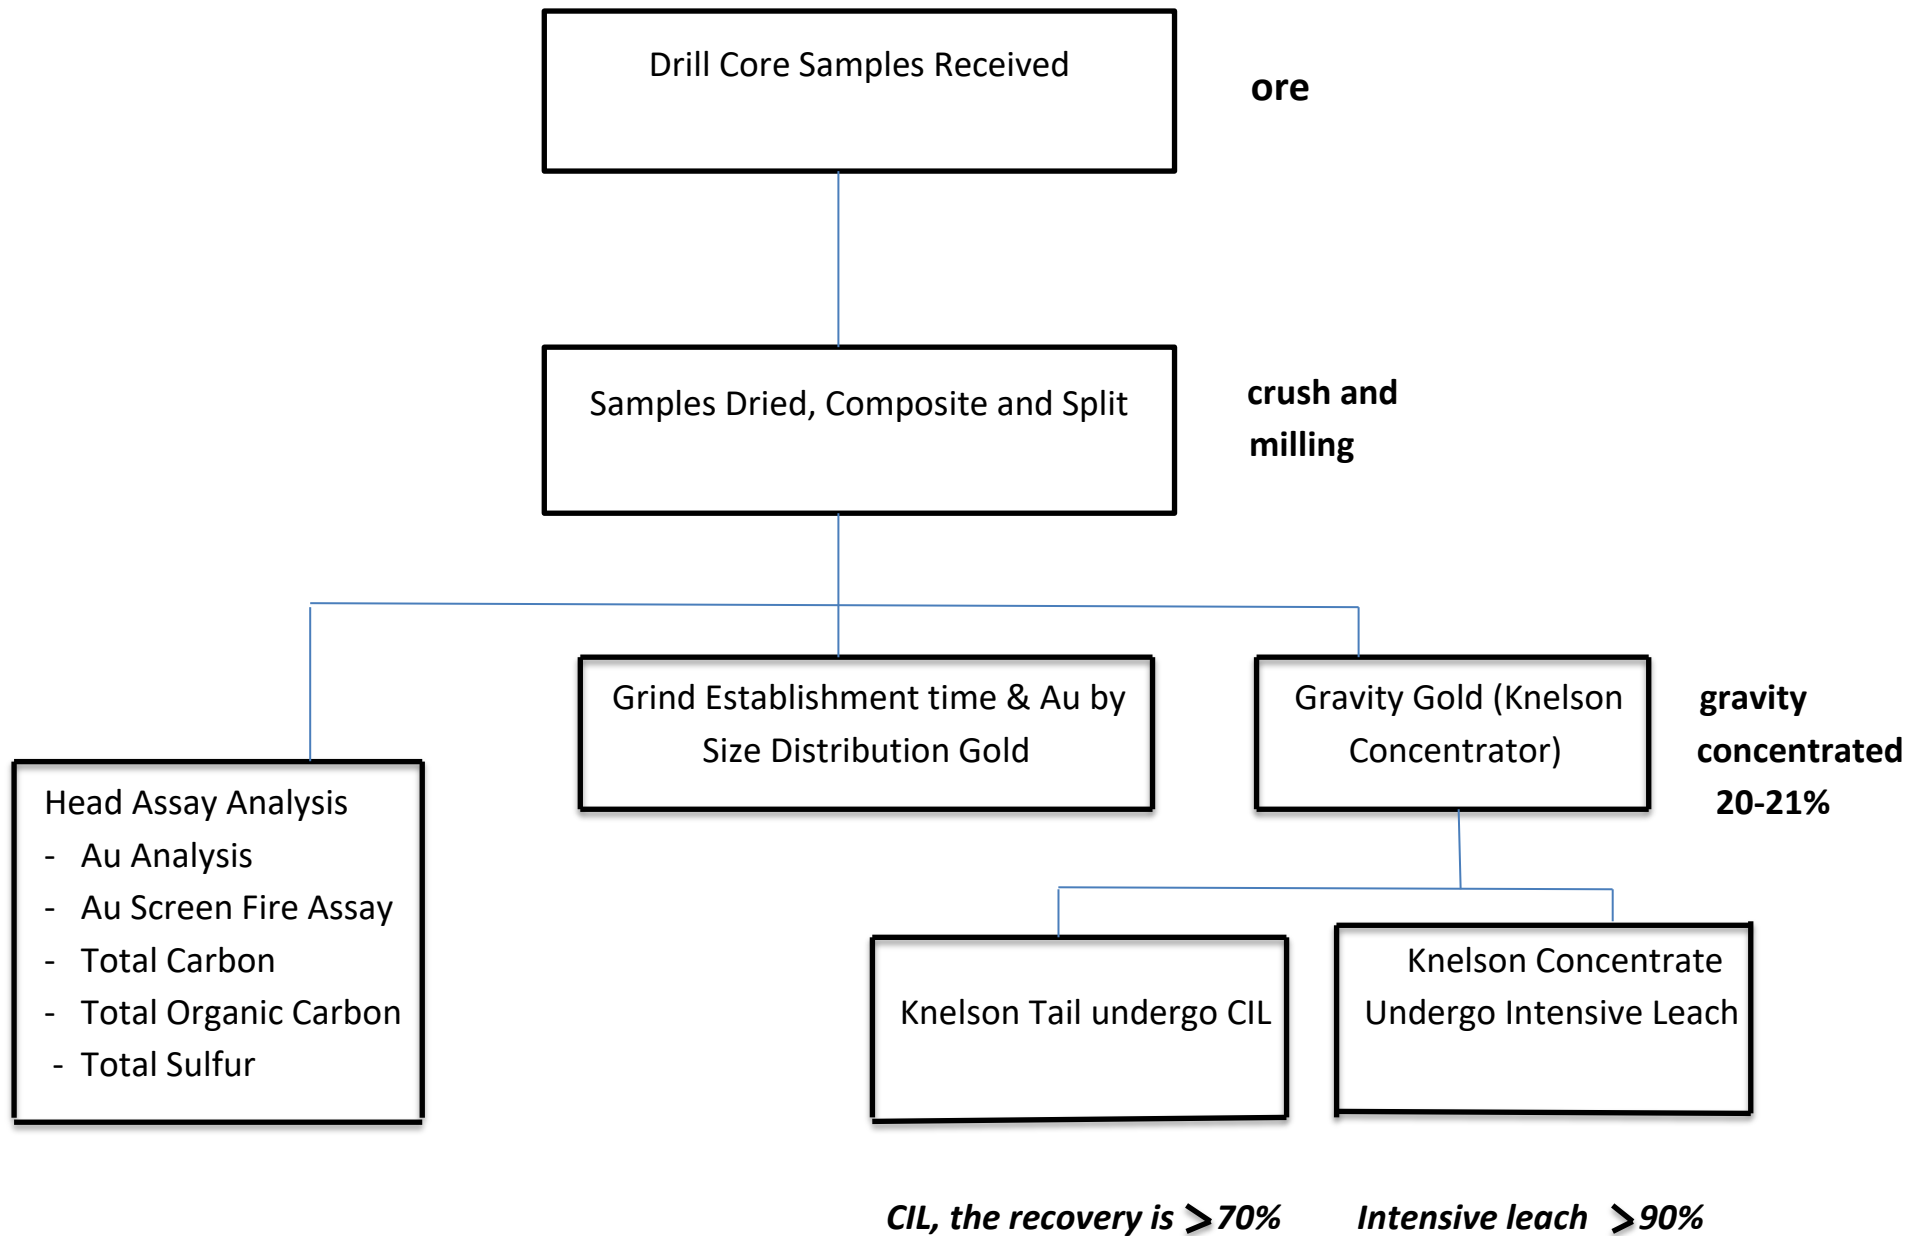 Drill Core Samples Received
ore
Samples Dried, Composite and Split
crush and
milling
Grind Establishment time & Au by
Size Distribution Gold
Gravity Gold (Knelson
Concentrator)
gravity
concentrated
20-21%
Head Assay Analysis
- Au Analysis
- Au Screen Fire Assay
- Total Carbon
- Total Organic Carbon
- Total Sulfur
Knelson Tail undergo CIL
Knelson Concentrate
Undergo Intensive Leach
CIL, the recovery is >70%
Intensive leach >90%